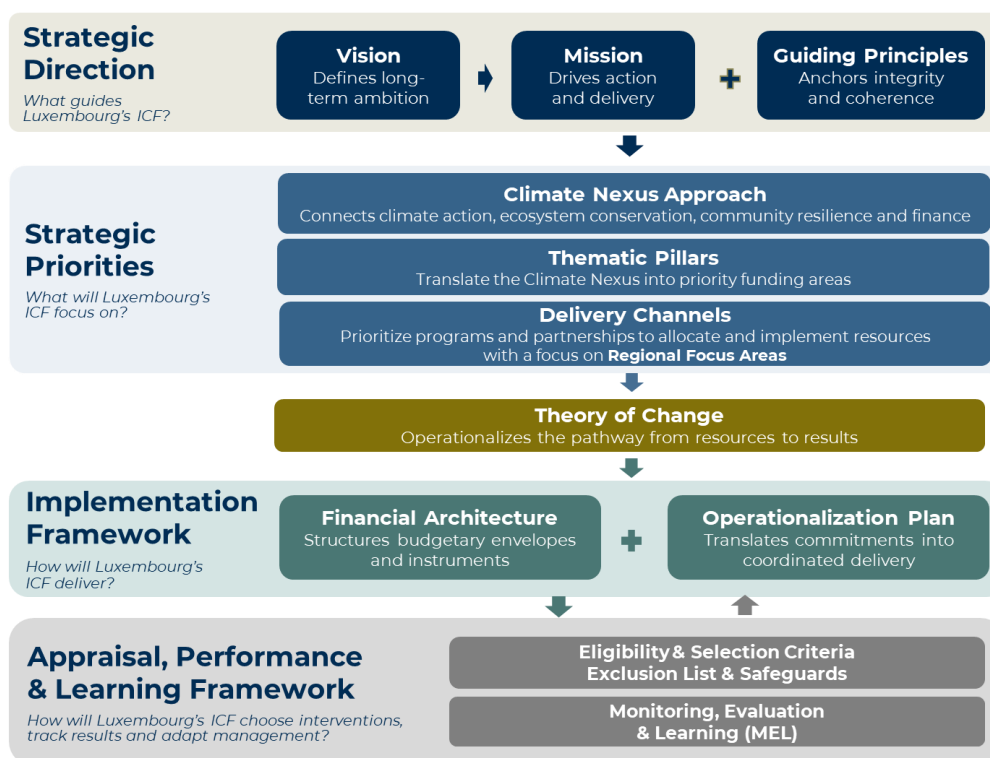 Strategic
Direction
What guides
Luxembourg's ICF?
Vision
Defines long-
term ambition
Mission
Drives action
and delivery
Guiding Principles
Anchors integrity
and coherence
Strategic
Priorities
What will Luxembourg's
ICF focus on?
Climate Nexus Approach
Connects climate action, ecosystem conservation, community resilience and finance
Thematic Pillars
Translate the Climate Nexus into priority funding areas
Delivery Channels
Prioritize programs and partnerships to allocate and implement resources
with a focus on Regional Focus Areas
Theory of Change
Operationalizes the pathway from resources to results
Implementation
Framework
How will Luxembourg's
ICF deliver?
Financial Architecture
Structures budgetary envelopes
and instruments
Operationalization Plan
Translates commitments into
coordinated delivery
Appraisal, Performance
& Learning Framework
How will Luxembourg's ICF choose interventions,
track results and adapt management?
Eligibility & Selection Criteria
Exclusion List & Safeguards
Monitoring, Evaluation
& Learning (MEL)